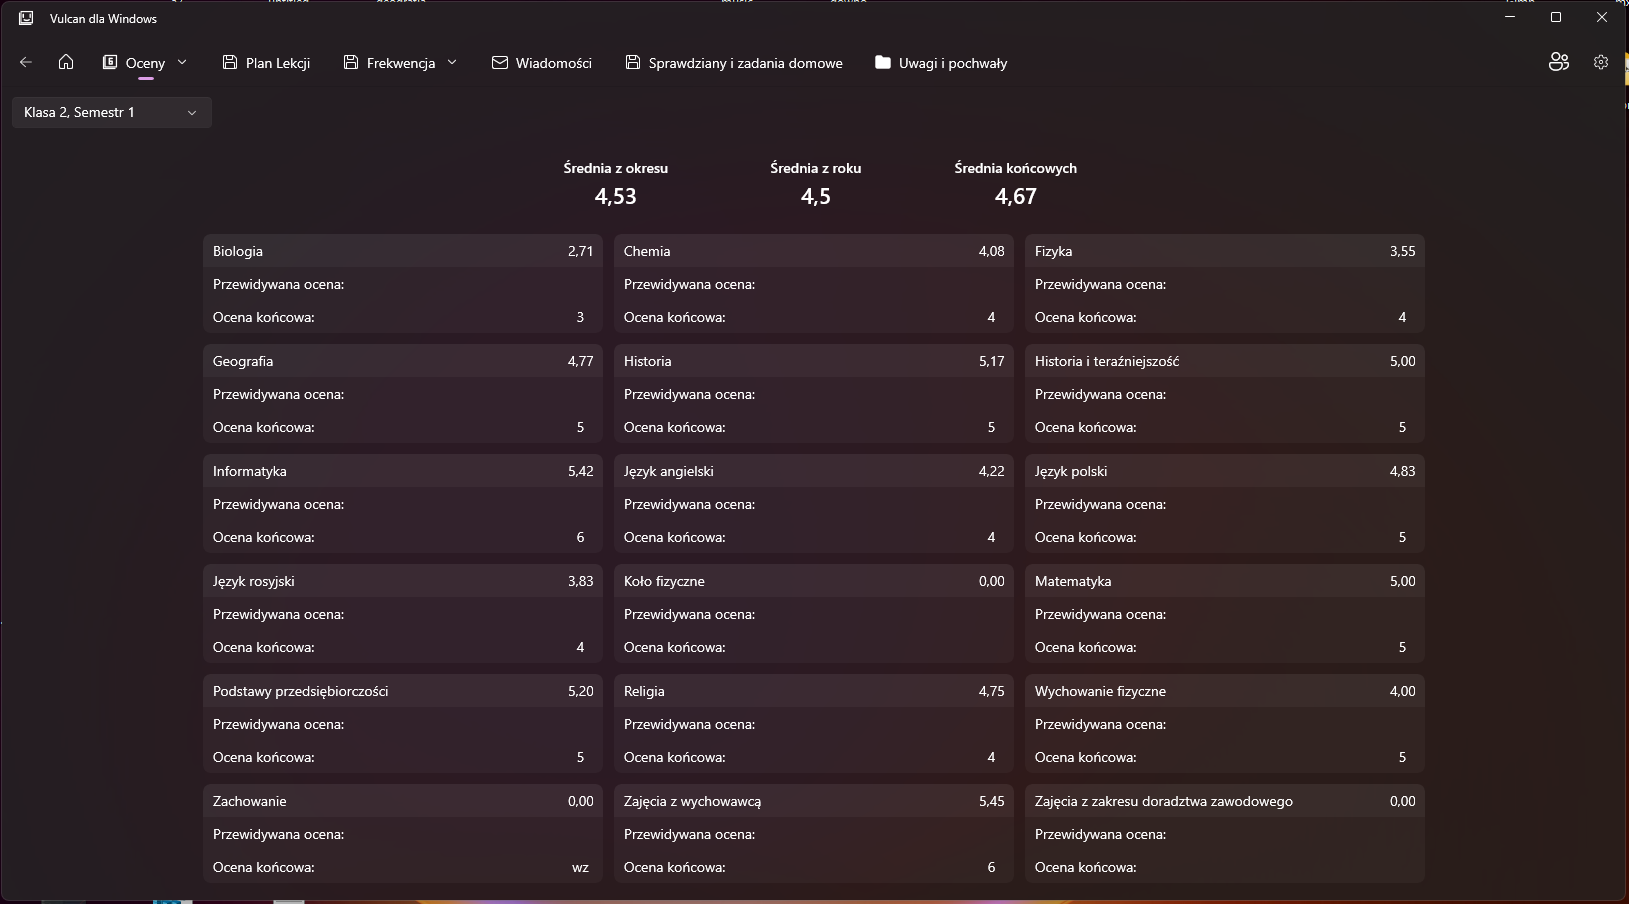 Vulcan dla Windows
Oceny Plan Lekcji Frekwencja Wiadomości Sprawdziany i zadania domowe Uwagi i pochwały
Klasa 2, Semestr 1
Średnia z okresu Średnia z roku Średnia końcowych
4,53 4,5 4,67
Biologia 2,71 Chemia 4,08 Fizyka 3,55
Przewidywana ocena: Przewidywana ocena: Przewidywana ocena:
Ocena końcowa: 3 Ocena końcowa: 4 Ocena końcowa: 4
Geografia 4,77 Historia 5,17 Historia i teraźniejszość 5,00
Przewidywana ocena: Przewidywana ocena: Przewidywana ocena:
Ocena końcowa: 5 Ocena końcowa: 5 Ocena końcowa: 5
Informatyka 5,42 Język angielski 4,22 Język polski 4,83
Przewidywana ocena: Przewidywana ocena: Przewidywana ocena:
Ocena końcowa: 6 Ocena końcowa: 4 Ocena końcowa: 5
Język rosyjski 3,83 Koło fizyczne 0,00 Matematyka 5,00
Przewidywana ocena: Przewidywana ocena: Przewidywana ocena:
Ocena końcowa: 4 Ocena końcowa: Ocena końcowa: 5
Podstawy przedsiębiorczości 5,20 Religia 4,75 Wychowanie fizyczne 4,00
Przewidywana ocena: Przewidywana ocena: Przewidywana ocena:
Ocena końcowa: 5 Ocena końcowa: 4 Ocena końcowa: 5
Zachowanie 0,00 Zajęcia z wychowawcą 5,45 Zajęcia z zakresu doradztwa zawodowego 0,00
Przewidywana ocena: Przewidywana ocena: Przewidywana ocena:
Ocena końcowa: wz Ocena końcowa: 6 Ocena końcowa: